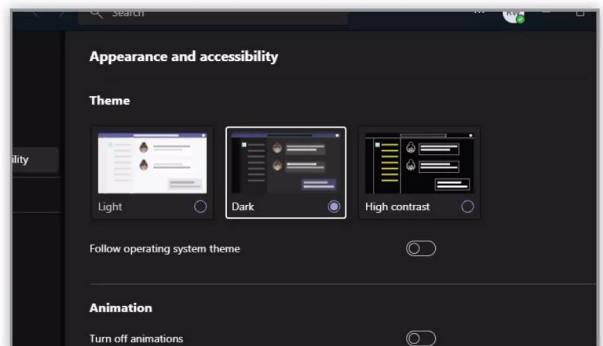 Search
Appearance and accessibility
Theme
ility
Light
Dark
High contrast
Follow operating system theme
Animation
Turn off animations